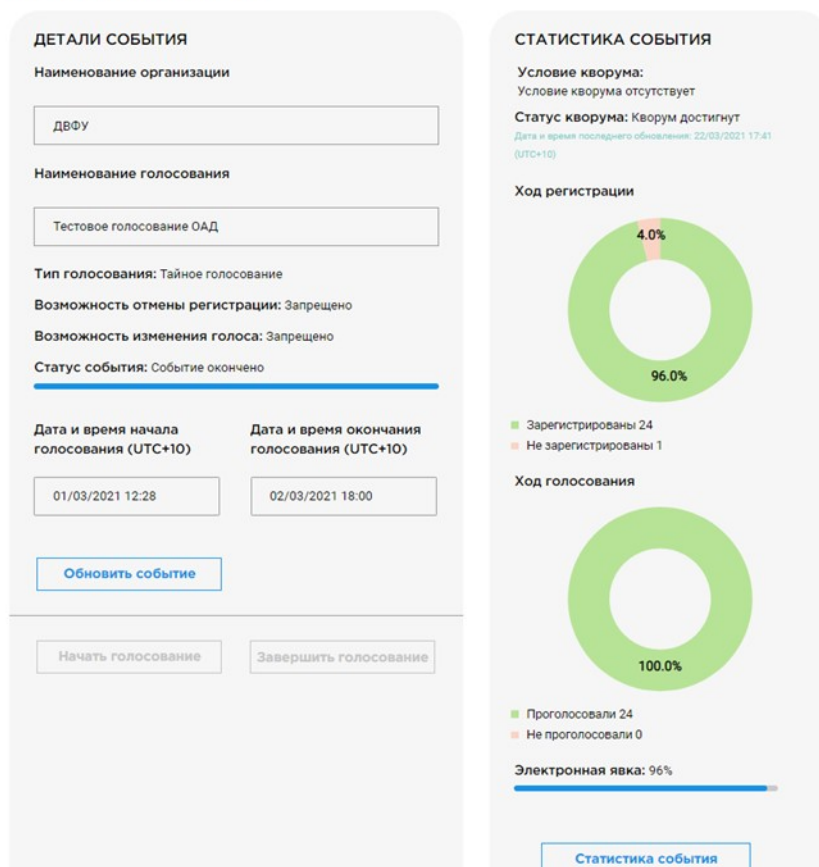 ДЕТАЛИ СОБЫТИЯ
Наименование организации
ДВФУ
Наименование голосования
Тестовое голосование ОАД
Тип голосования: Тайное голосование
Возможность отмены регистрации: Запрещено
Возможность изменения голоса: Запрещено
Статус события: Событие окончено
Дата и время начала
голосования (UTC+10)
01/03/2021 12:28
Дата и время окончания
голосования (UTC+10)
02/03/2021 18:00
Обновить событие
Начать голосование
Завершить голосование
СТАТИСТИКА СОБЫТИЯ
Условие кворума:
Условие кворума отсутствует
Статус кворума: Кворум достигнут
Дата и время последнего обновления: 22/03/2021 17:41
(UTC+10)
Ход регистрации
4.0%
96.0%
Зарегистрированы 24
Не зарегистрированы 1
Ход голосования
100.0%
Проголосовали 24
Не проголосовали 0
Электронная явка: 96%
Статистика события